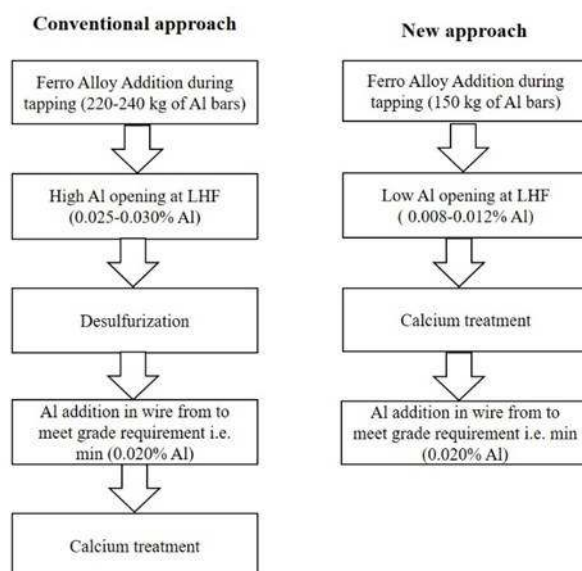 Conventional approach
Ferro Alloy Addition during
tapping (220-240 kg of Al bars)
High Al opening at LHF
(0.025-0.030% Al)
Desulfurization
Al addition in wire from to
meet grade requirement i.e.
min (0.020% Al)
Calcium treatment
New approach
Ferro Alloy Addition during
tapping (150 kg of Al bars)
Low Al opening at LHF
( 0.008-0.012% Al)
Calcium treatment
Al addition in wire from to
meet grade requirement i.e. min
(0.020% Al)